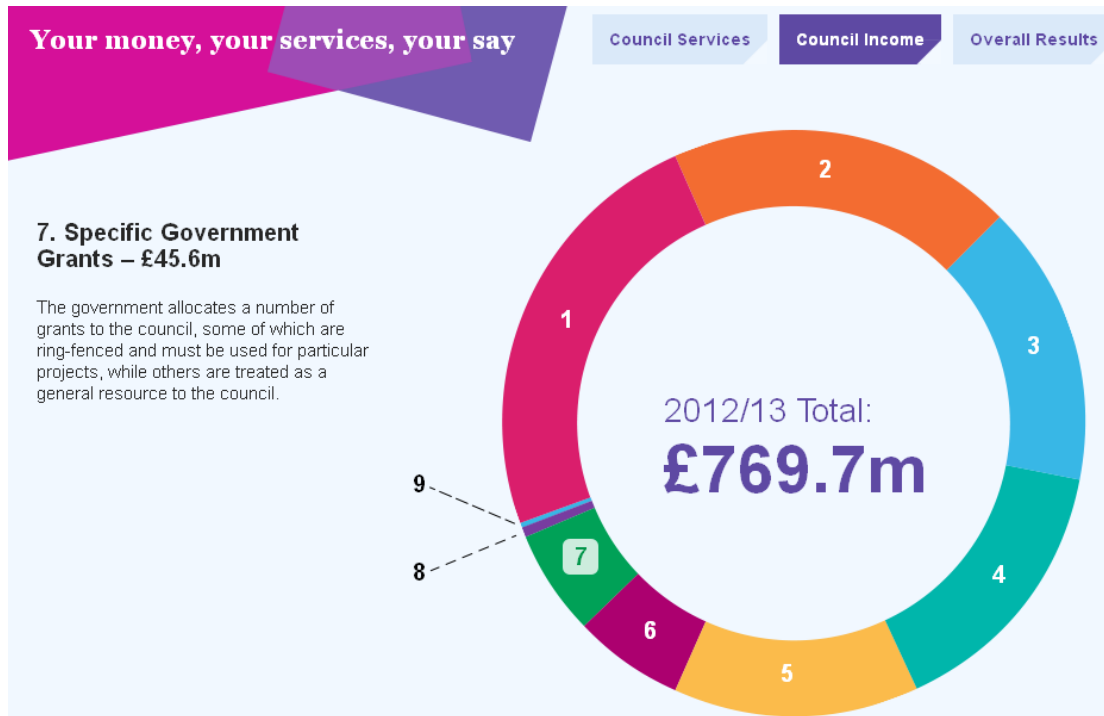 Your money, your services, your say
Council Services
Council Income
Overall Results
7. Specific Government
Grants – £45.6m
The government allocates a number of
grants to the council, some of which are
ring-fenced and must be used for particular
projects, while others are treated as a
general resource to the council.
2012/13 Total:
£769.7m
1
2
3
4
5
6
7
8
9